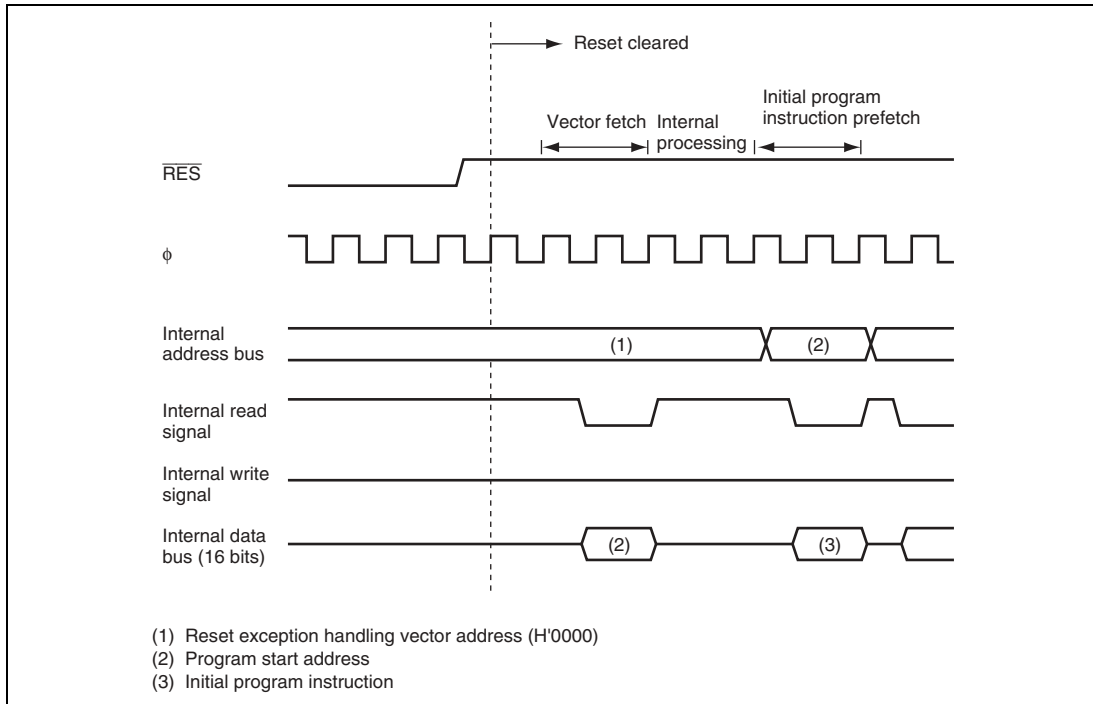 Reset cleared
Initial program
Vector fetch Internal instruction prefetch
processing
RES
φ
Internal
address bus
(1)
(2)
Internal read
signal
Internal write
signal
Internal data
bus (16 bits)
(2)
(3)
(1) Reset exception handling vector address (H'0000)
(2) Program start address
(3) Initial program instruction